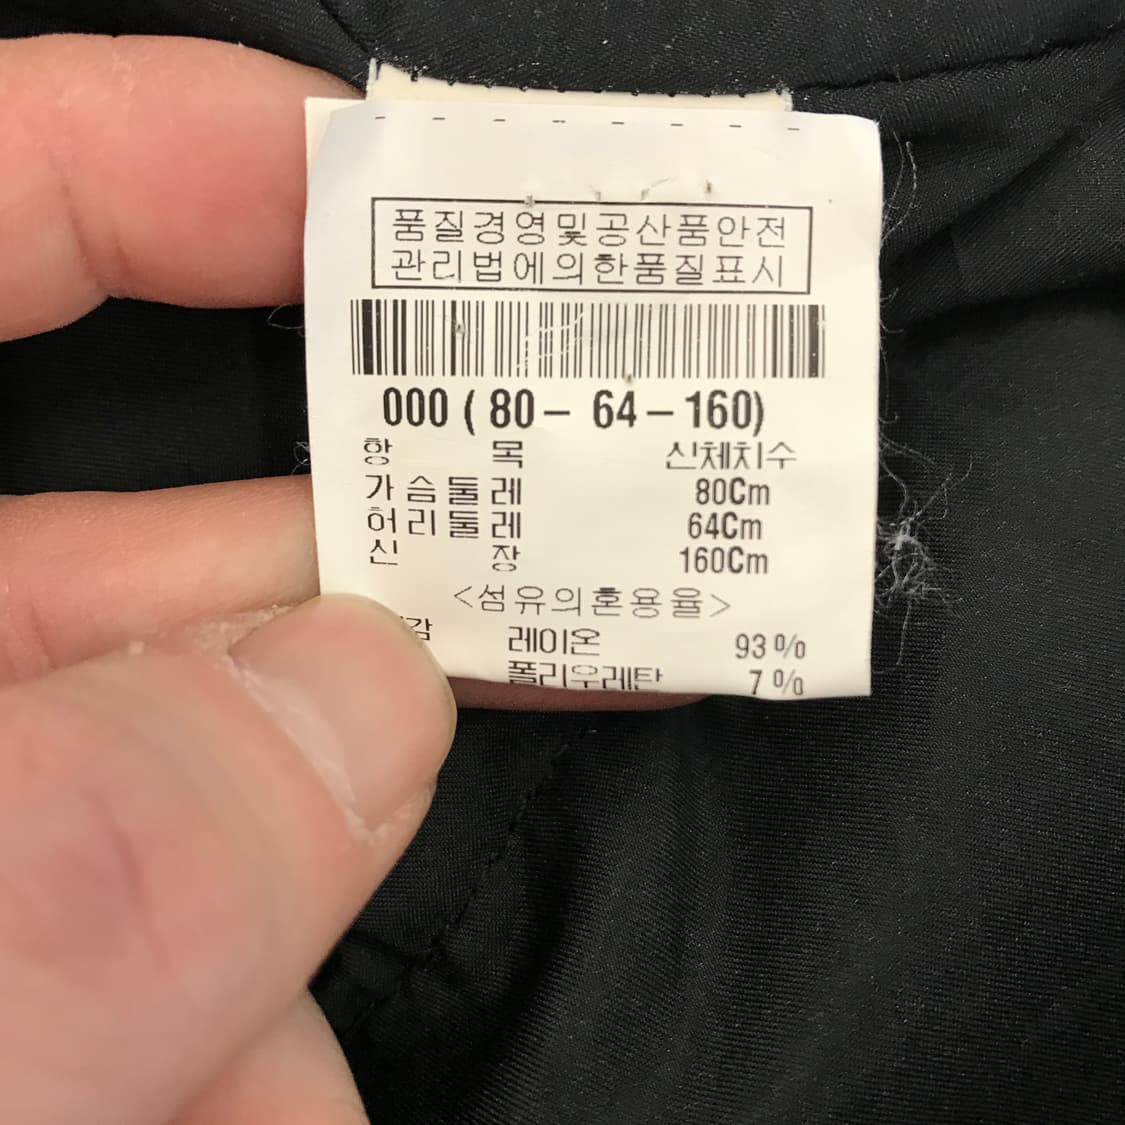 품질경영및공산품안전
관리법에의한품질표시
000 ( 80 - 64 - 160)
항 목 신체치수
가슴둘레 80Cm
허리둘레 64Cm
신 장 160Cm
<섬유의혼용율>
감 레이온 93%
폴리우레탄 7%